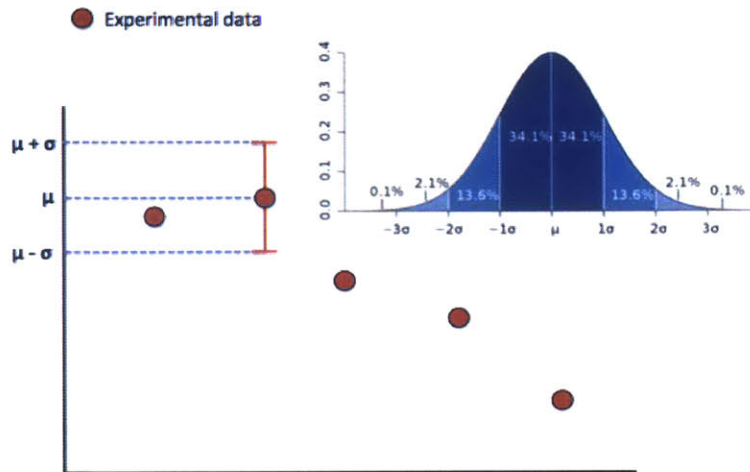 Experimental data
μ + σ
μ
μ - σ
0.4
0.3
0.2
0.1
0.0
34.1% 34.1%
0.1% 2.1% 13.6% 13.6% 2.1% 0.1%
−3σ −2σ −1σ μ 1σ 2σ 3σ